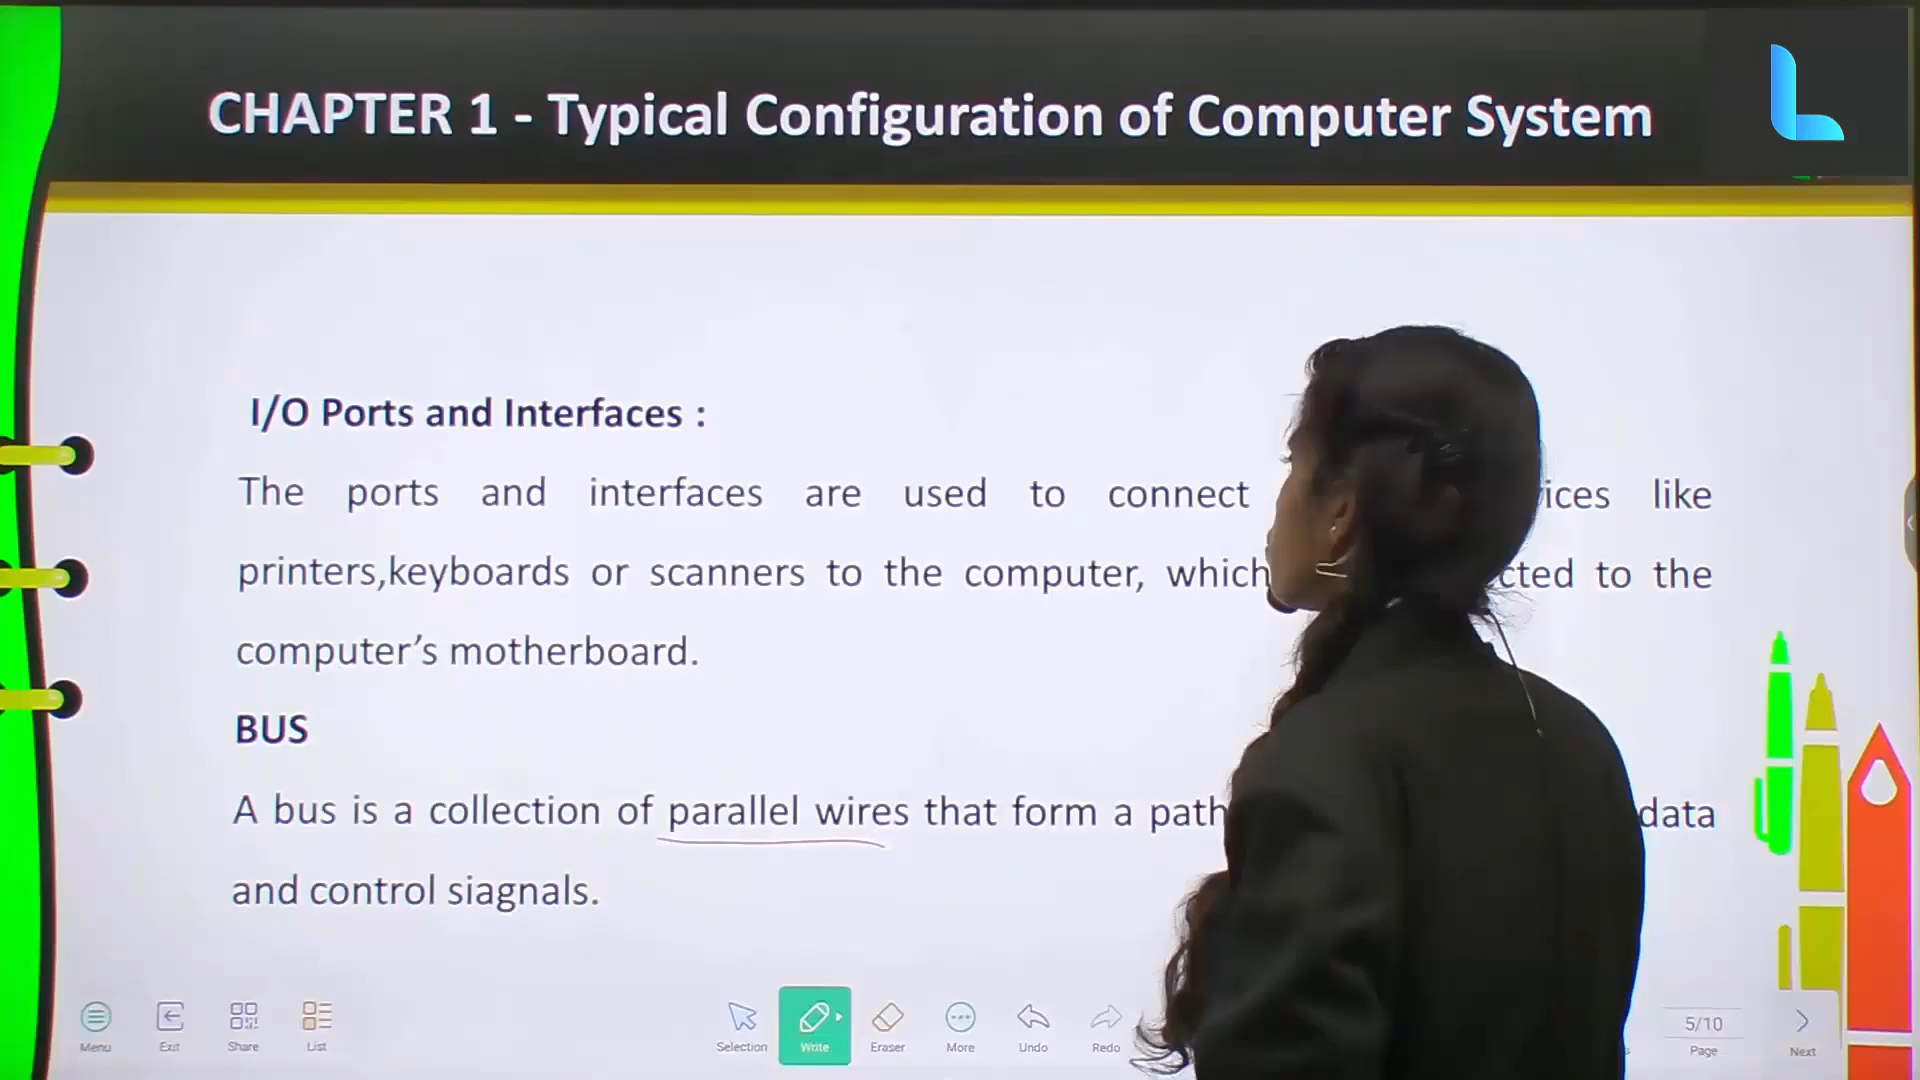 CHAPTER 1 - Typical Configuration of Computer System
I/O Ports and Interfaces :
The ports and interfaces are used to connect like
printers,keyboards or scanners to the computer, which to the
computer's motherboard.
BUS
A bus is a collection of parallel wires that form a data
and control siagnals.
Menu Exit Share List Selection Write Eraser More Undo Redo 5/10 Page Next